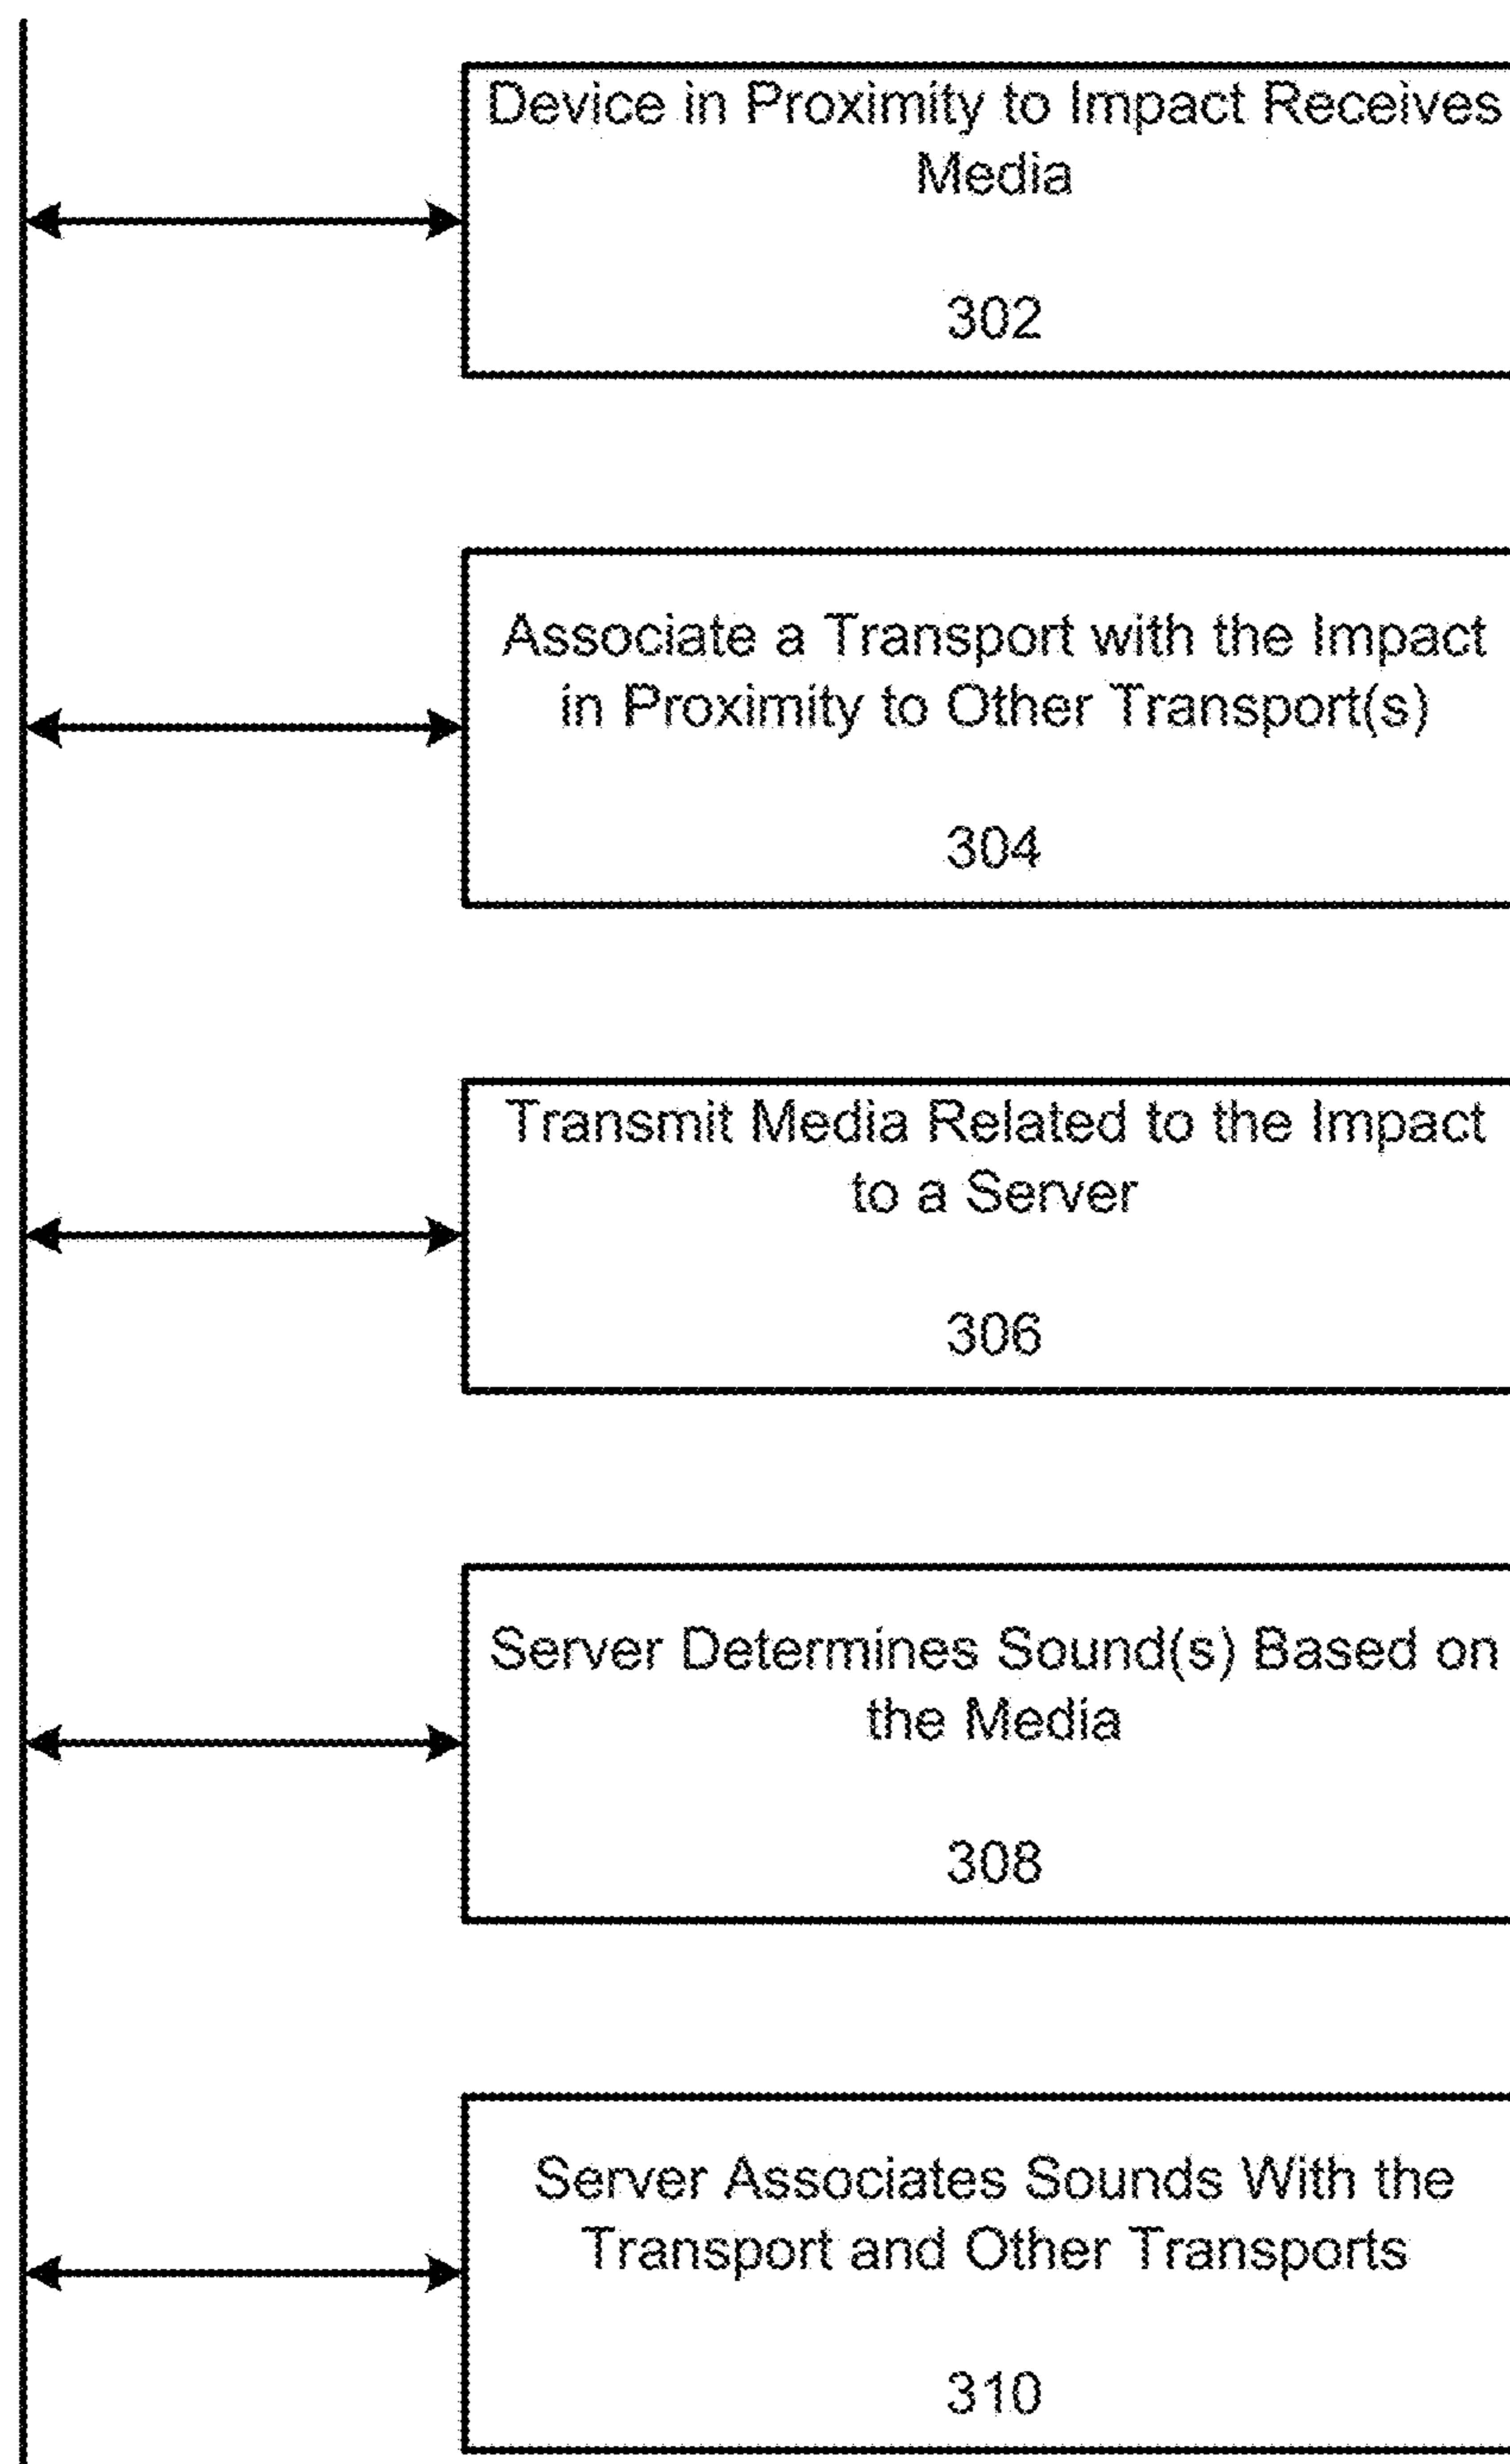 Device in Proximity to Impact Receives
Media
302
Associate a Transport with the Impact
in Proximity to Other Transport(s)
304
Transmit Media Related to the Impact
to a Server
306
Server Determines Sound(s) Based on
the Media
308
Server Associates Sounds With the
Transport and Other Transports
310